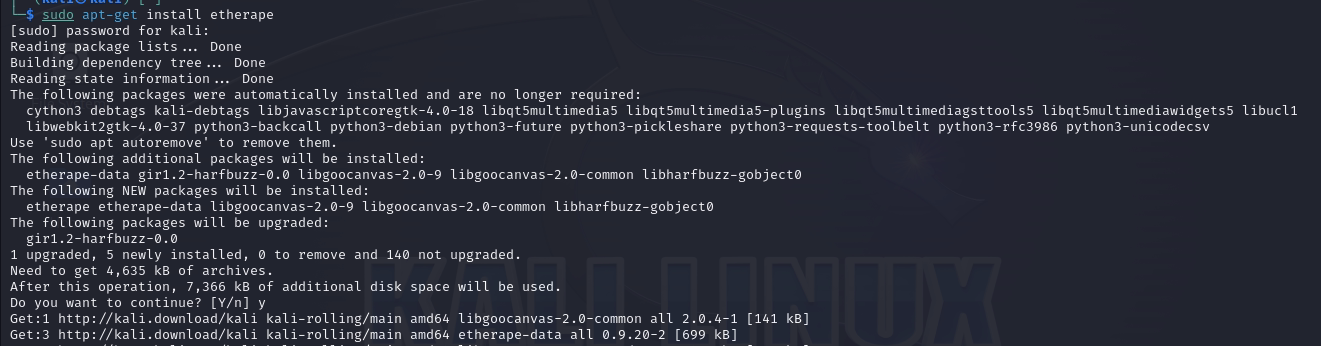 (kali㉿kali)-[~]
└─$ sudo apt-get install etherape
[sudo] password for kali:
Reading package lists... Done
Building dependency tree... Done
Reading state information... Done
The following packages were automatically installed and are no longer required:
  cython3 debtags kali-debtags libjavascriptcoregtk-4.0-18 libqt5multimedia5 libqt5multimedia5-plugins libqt5multimediagsttools5 libqt5multimediawidgets5 libucl1
  libwebkit2gtk-4.0-37 python3-backcall python3-debian python3-future python3-pickleshare python3-requests-toolbelt python3-rfc3986 python3-unicodecsv
Use 'sudo apt autoremove' to remove them.
The following additional packages will be installed:
  etherape-data gir1.2-harfbuzz-0.0 libgoocanvas-2.0-9 libgoocanvas-2.0-common libharfbuzz-gobject0
The following NEW packages will be installed:
  etherape etherape-data libgoocanvas-2.0-9 libgoocanvas-2.0-common libharfbuzz-gobject0
The following packages will be upgraded:
  gir1.2-harfbuzz-0.0
1 upgraded, 5 newly installed, 0 to remove and 140 not upgraded.
Need to get 4,635 kB of archives.
After this operation, 7,366 kB of additional disk space will be used.
Do you want to continue? [Y/n] y
Get:1 http://kali.download/kali kali-rolling/main amd64 libgoocanvas-2.0-common all 2.0.4-1 [141 kB]
Get:3 http://kali.download/kali kali-rolling/main amd64 etherape-data all 0.9.20-2 [699 kB]
KALI LINUX